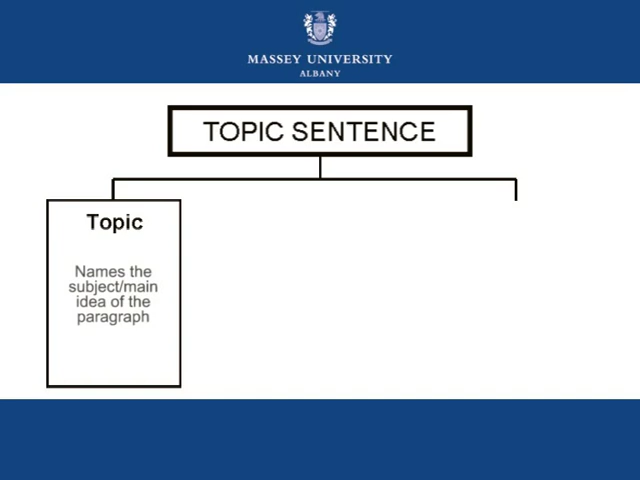 MASSEY UNIVERSITY
ALBANY
TOPIC SENTENCE
Topic
Names the
subject/main
idea of the
paragraph